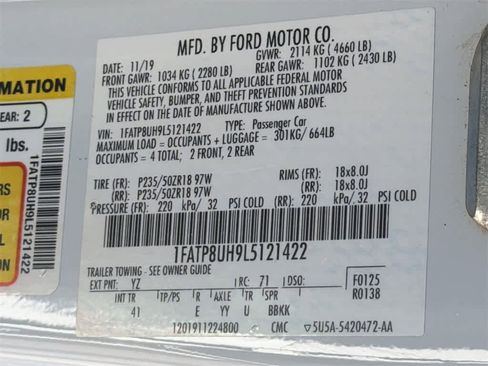 MFD. BY FORD MOTOR CO.
DATE: 11/19 GVWR: 2114 KG ( 4660 LB)
FRONT GAWR: 1034 KG ( 2280 LB) REAR GAWR: 1102 KG ( 2430 LB)
THIS VEHICLE CONFORMS TO ALL APPLICABLE FEDERAL MOTOR
VEHICLE SAFETY, BUMPER, AND THEFT PREVENTION STANDARDS
IN EFFECT ON THE DATE OF MANUFACTURE SHOWN ABOVE.
VIN: 1FATP8UH9L5121422 TYPE: Passenger Car
MAXIMUM LOAD = OCCUPANTS + LUGGAGE = 301KG/ 664LB
OCCUPANTS = 4 TOTAL; 2 FRONT, 2 REAR
TIRE (FR): P235/50ZR18 97W RIMS (FR): 18x8.0J
(RR): P235/50ZR18 97W (RR): 18x8.0J
PRESSURE (FR): 220 kPa/ 32 PSI COLD (RR): 220 kPa/ 32 PSI COLD
1FATP8UH9L5121422
TRAILER TOWING - SEE OWNER GUIDE
EXT PNT: YZ RC: 71 DSO: F0125
R0138
INT TR TP/PS R AXLE TR SPR
41 E YY U BBKK
1201911224800 CMC 5U5A-5420472-AA
RMATION
EAR: 2
lbs.
1FATP8UH9L5121422